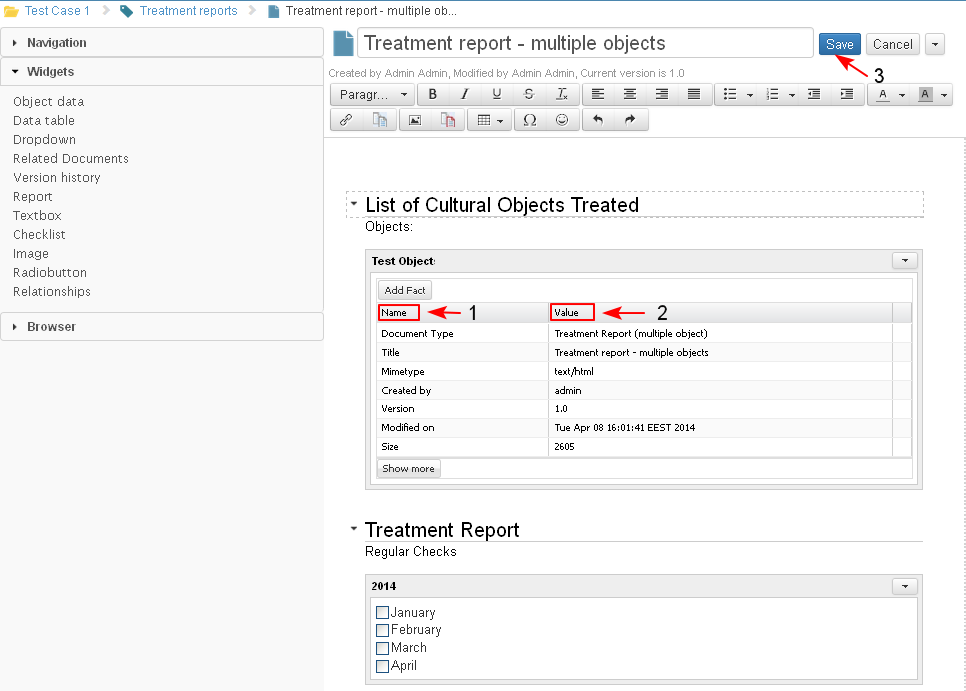 Test Case 1 Treatment reports Treatment report - multiple ob...
Navigation
Widgets
Object data
Data table
Dropdown
Related Documents
Version history
Report
Textbox
Checklist
Image
Radiobutton
Relationships
Browser
Treatment report - multiple objects Save Cancel
3
Created by Admin Admin, Modified by Admin Admin, Current version is 1.0
Paragr... B I U S Tx A A
Ω
List of Cultural Objects Treated
Objects:
Test Object
Add Fact
Name 1 Value 2
Document Type Treatment Report (multiple object)
Title Treatment report - multiple objects
Mimetype text/html
Created by admin
Version 1.0
Modified on Tue Apr 08 16:01:41 EEST 2014
Size 2605
Show more
Treatment Report
Regular Checks
2014
January
February
March
April